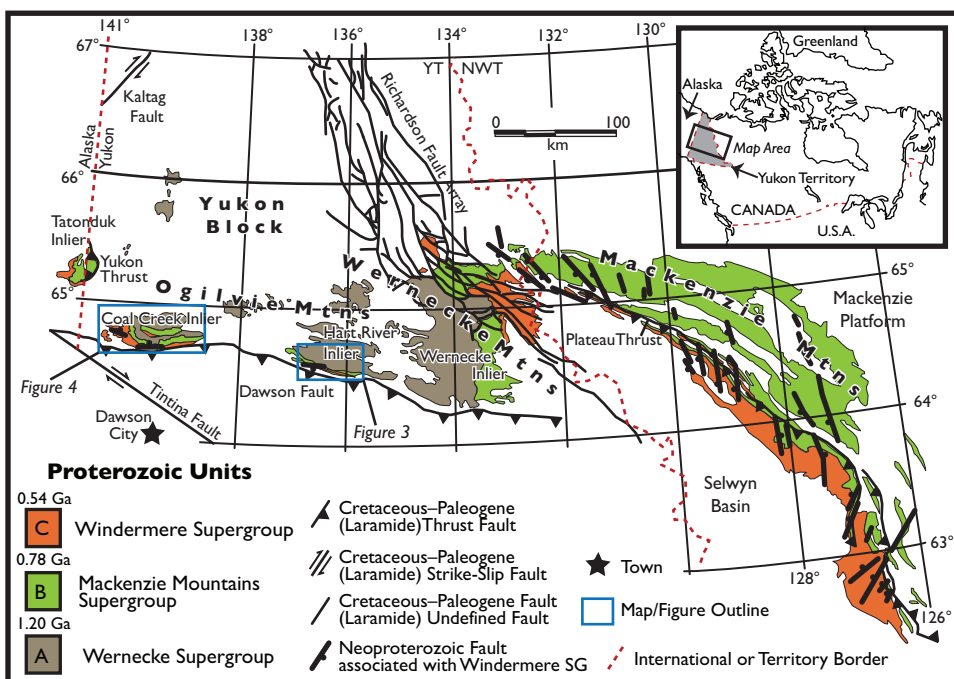 141°
138°
136°
134°
132°
130°
67°
Kaltag
Fault
Alaska
Yukon
YT
NWT
Richardson Fault Array
0
100
km
Greenland
Alaska
Map Area
Yukon Territory
CANADA
U.S.A.
66°
Yukon
Block
Tatonduk
Inlier
Yukon
Thrust
65°
Ogilvie Mtns
Wernecke Mtns
Mackenzie Mtns
65°
Mackenzie
Platform
Coal Creek Inlier
Hart River
Inlier
Wernecke
Inlier
Plateau Thrust
Figure 4
Tintina Fault
Dawson Fault
Figure 3
Dawson
City
64°
Selwyn
Basin
63°
128°
126°
Proterozoic Units
0.54 Ga
C Windermere Supergroup
0.78 Ga
B Mackenzie Mountains
Supergroup
1.20 Ga
A Wernecke Supergroup
Cretaceous–Paleogene
(Laramide) Thrust Fault
Cretaceous–Paleogene
(Laramide) Strike-Slip Fault
Cretaceous–Paleogene Fault
(Laramide) Undefined Fault
Neoproterozoic Fault
associated with Windermere SG
Town
Map/Figure Outline
International or Territory Border